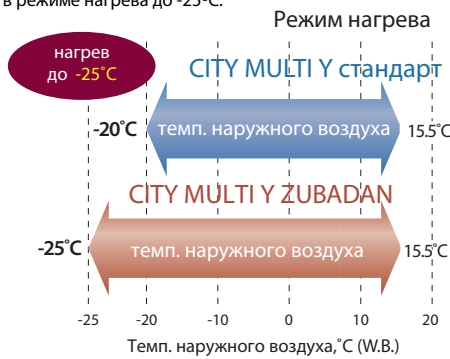 в режиме нагрева до -25°C.
Режим нагрева
нагрев
до -25˚C
CITY MULTI Y стандарт
-20˚C темп. наружного воздуха 15.5˚C
CITY MULTI Y ZUBADAN
-25˚C темп. наружного воздуха 15.5˚C
-25 -20 -10 0 10 20
Темп. наружного воздуха,˚C (W.B.)